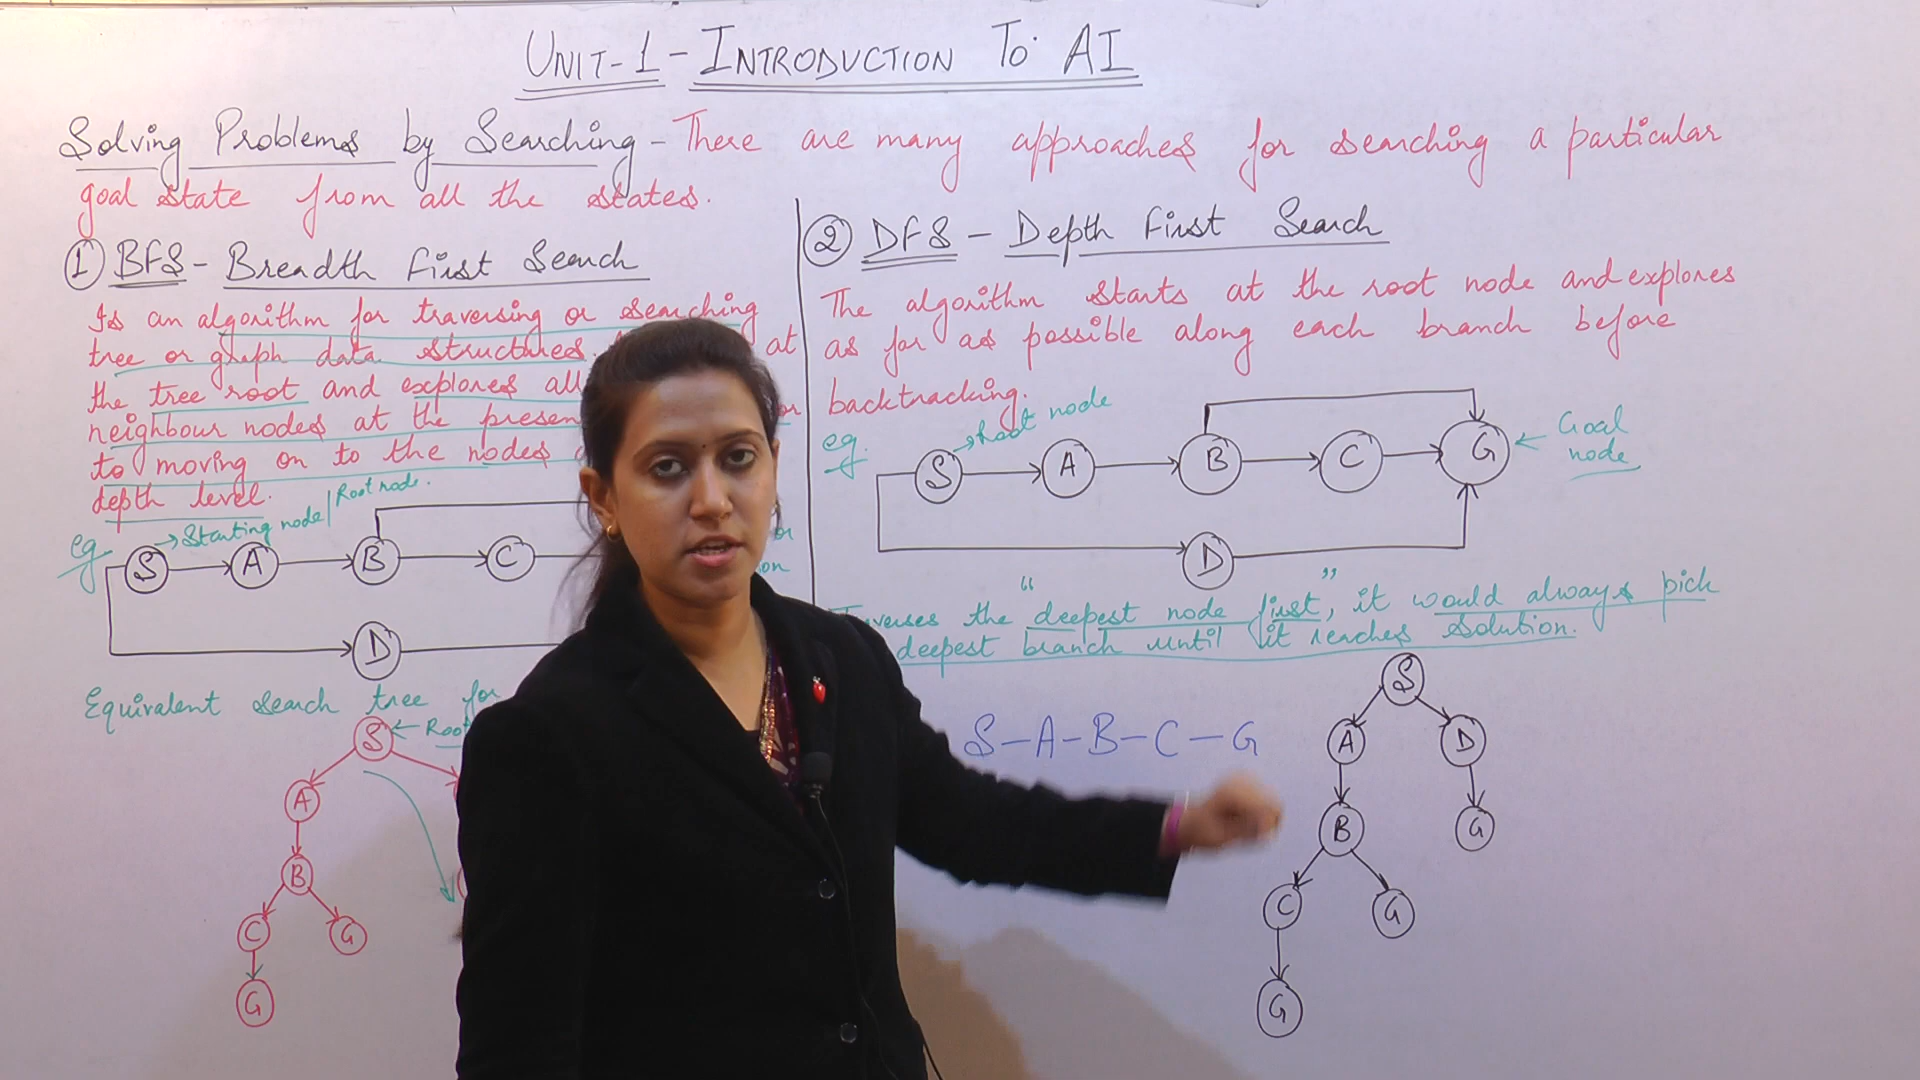 UNIT-1-INTRODUCTION TO AI
Solving Problems by Searching - There are many approaches for searching a particular
goal state from all the states.
① BFS - Breadth First Search
Is an algorithm for traversing or searching
tree or graph data structures. at
the tree root and explores all
neighbour nodes at the
to moving on to the nodes
depth level.
eg
→ Starting node | Root node.
S A B C
D
Equivalent search tree for
S ← Root
A
B
C G
G
② DFS - Depth First Search
The algorithm starts at the root node and explores
as far as possible along each branch before
backtracking.
eg.
→ Root node
S A B C G ← Goal node
D
the "deepest node first", it would always pick
deepest branch until it reaches solution.
S-A-B-C-G
S
A D
B G
C G
G